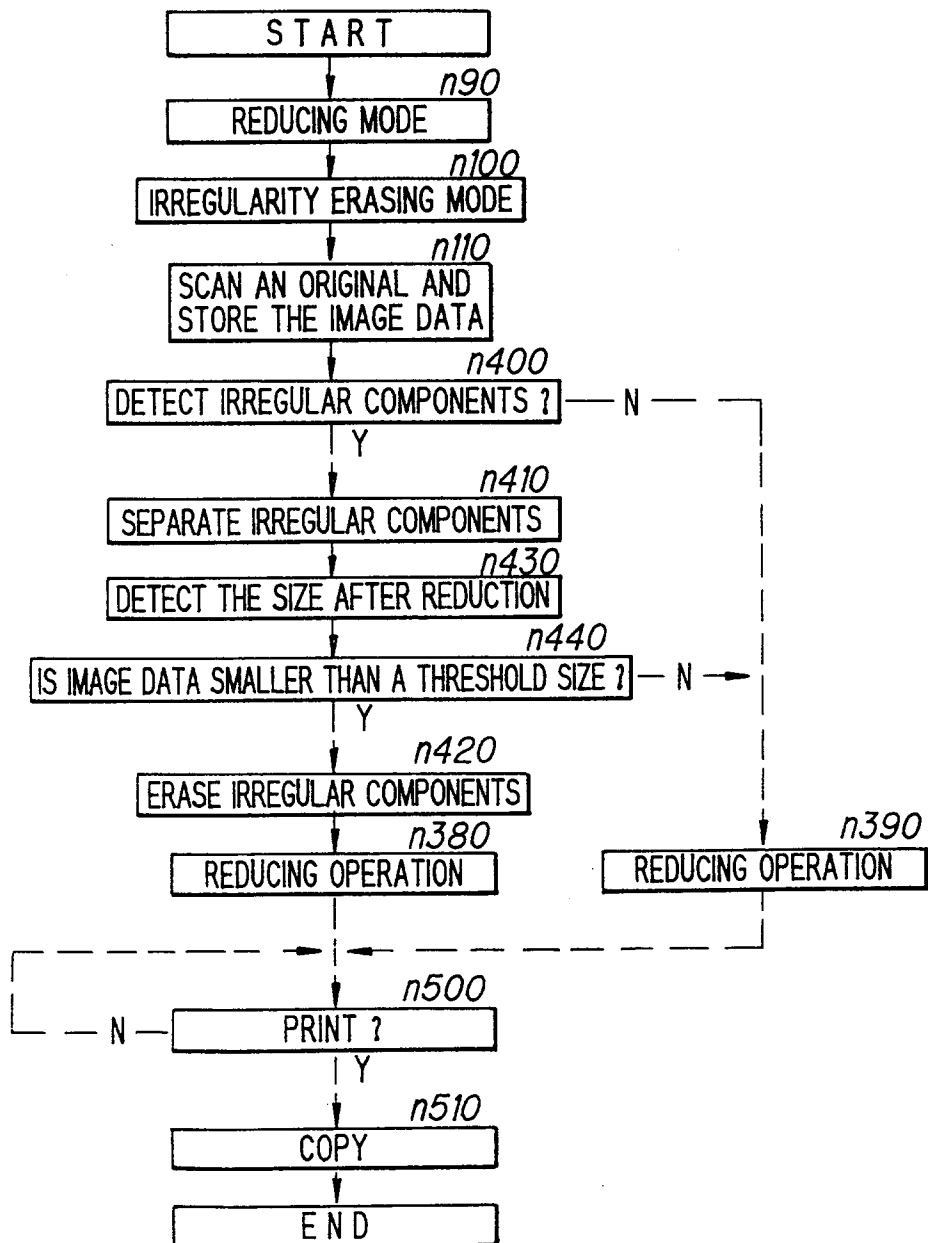 START
n90
REDUCING MODE
n100
IRREGULARITY ERASING MODE
n110
SCAN AN ORIGINAL AND
STORE THE IMAGE DATA
n400
DETECT IRREGULAR COMPONENTS ?
N
Y
n410
SEPARATE IRREGULAR COMPONENTS
n430
DETECT THE SIZE AFTER REDUCTION
n440
IS IMAGE DATA SMALLER THAN A THRESHOLD SIZE ?
N
Y
n420
ERASE IRREGULAR COMPONENTS
n380
REDUCING OPERATION
n390
REDUCING OPERATION
n500
PRINT ?
N
Y
n510
COPY
END